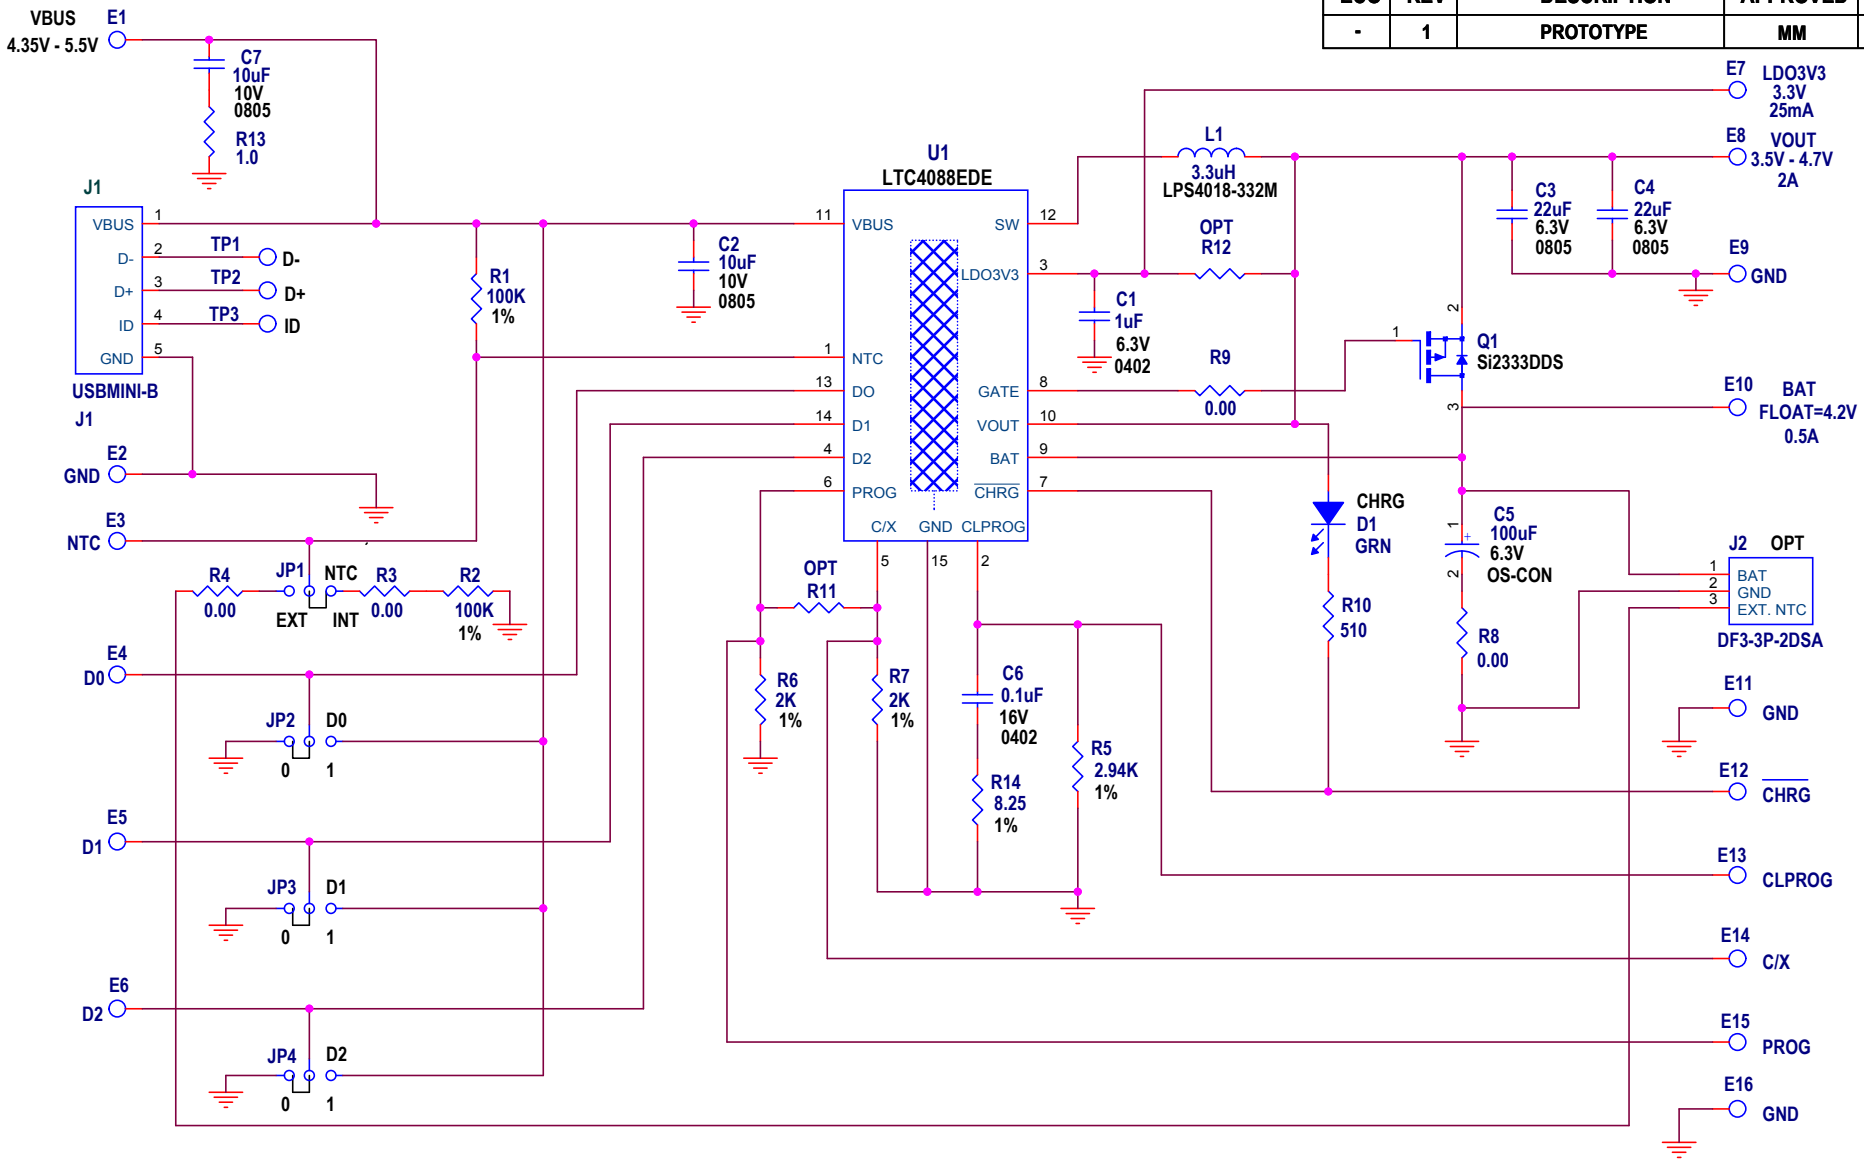 VBUS E1
4.35V - 5.5V
C7
10uF
10V
0805
R13
1.0
J1
VBUS 1
D- 2
D+ 3
ID 4
GND 5
USBMINI-B
J1
TP1 D-
TP2 D+
TP3 ID
E2
GND
E3
NTC
R4
0.00
JP1 NTC
EXT INT
R3
0.00
R2
100K
1%
R1
100K
1%
E4
D0
JP2 D0
0 1
E5
D1
JP3 D1
0 1
E6
D2
JP4 D2
0 1
C2
10uF
10V
0805
U1
LTC4088EDE
11 VBUS
1 NTC
13 DO
14 D1
4 D2
6 PROG
C/X GND CLPROG
5 15 2
SW 12
LDO3V3 3
GATE 8
VOUT 10
BAT 9
CHRG 7
OPT
R11
R6
2K
1%
R7
2K
1%
C6
0.1uF
16V
0402
R14
8.25
1%
R5
2.94K
1%
L1
3.3uH
LPS4018-332M
OPT
R12
C1
1uF
6.3V
0402
R9
0.00
CHRG
D1
GRN
R10
510
C3
22uF
6.3V
0805
C4
22uF
6.3V
0805
1 2 3
Q1
Si2333DDS
1 2
C5
+
100uF
6.3V
OS-CON
R8
0.00
J2 OPT
1 BAT
2 GND
3 EXT. NTC
DF3-3P-2DSA
- 1 PROTOTYPE MM
E7 LDO3V3
3.3V
25mA
E8 VOUT
3.5V - 4.7V
2A
E9
GND
E10 BAT
FLOAT=4.2V
0.5A
E11
GND
E12
CHRG
E13
CLPROG
E14
C/X
E15
PROG
E16
GND